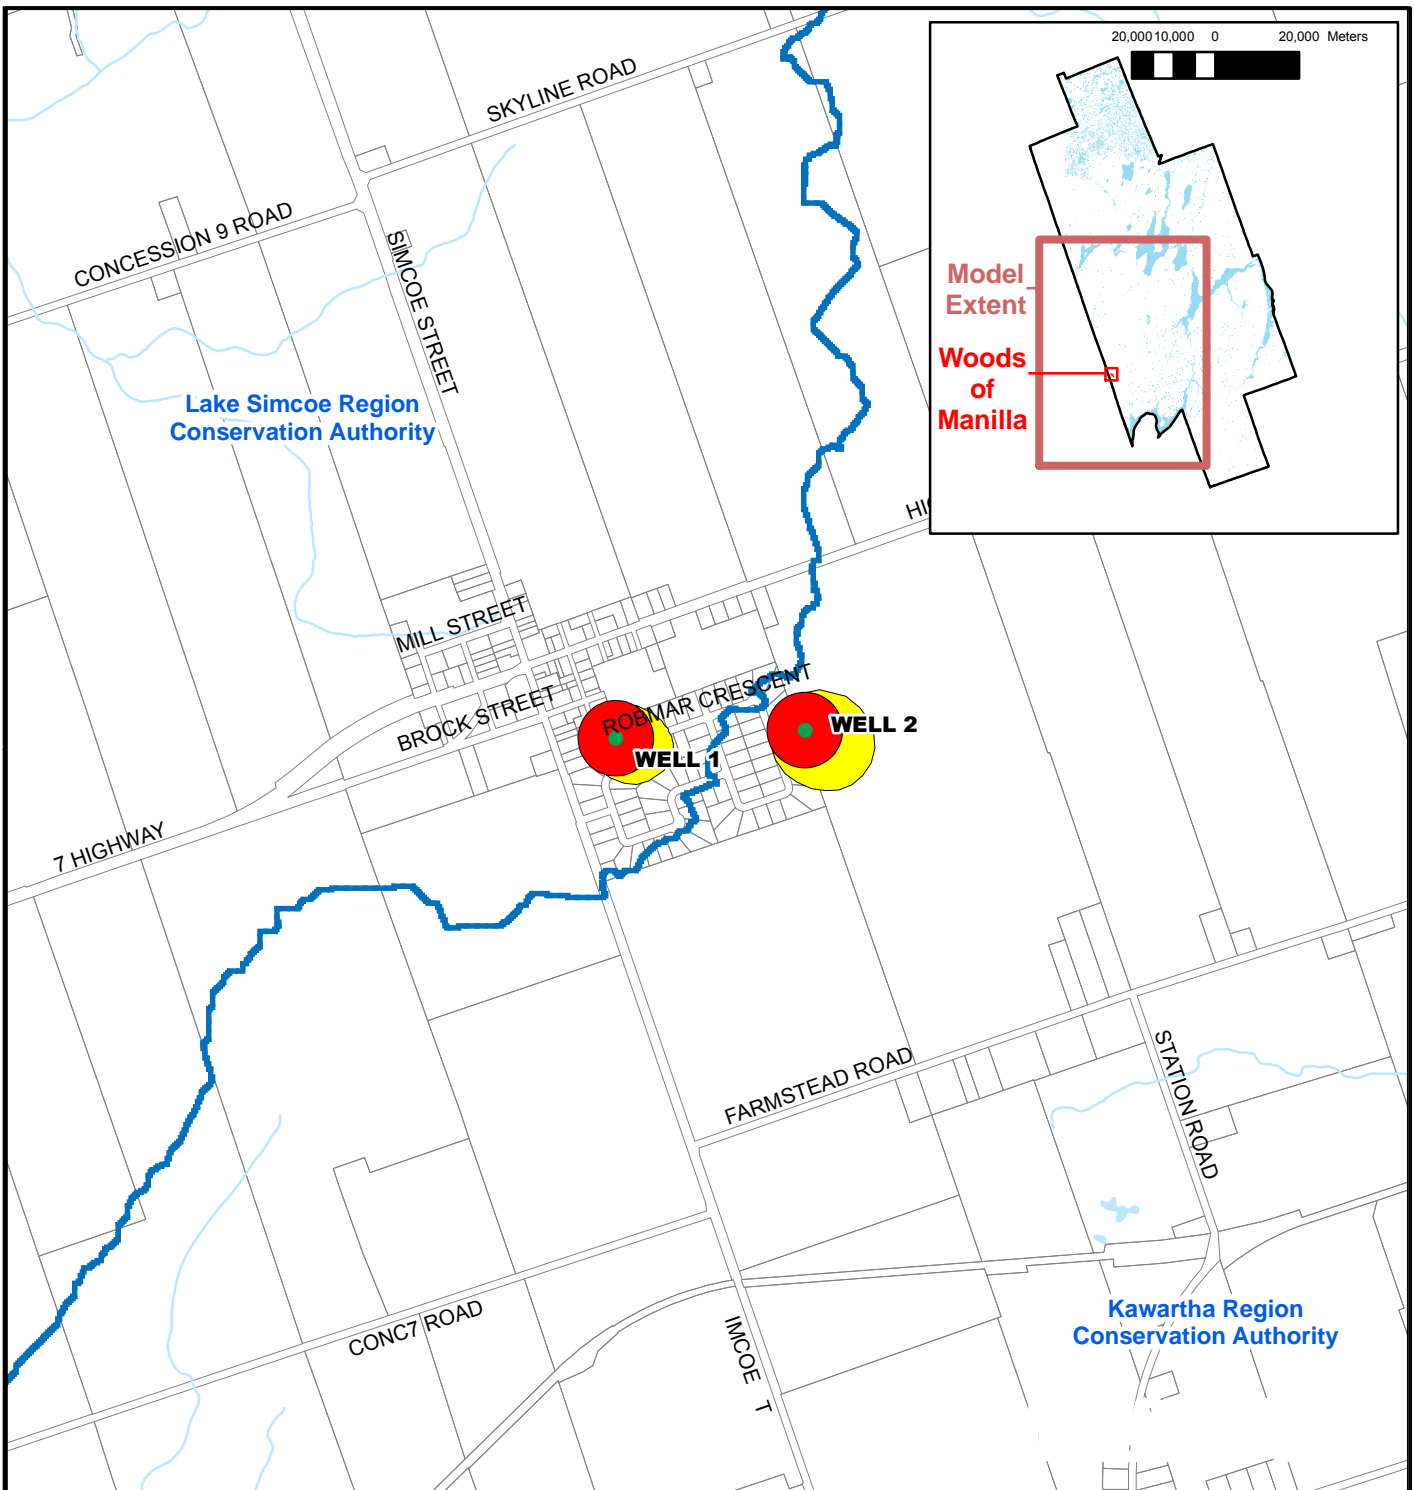 20,000 10,000 0 20,000 Meters
SKYLINE ROAD
CONCESSION 9 ROAD
SIMCOE STREET
Model
Extent
Woods
of
Manilla
Lake Simcoe Region
Conservation Authority
HI
MILL STREET
BROCK STREET
ROBMAR CRESCENT
WELL 1
WELL 2
7 HIGHWAY
FARMSTEAD ROAD
STATION ROAD
CONC7 ROAD
IMCOE T
Kawartha Region
Conservation Authority